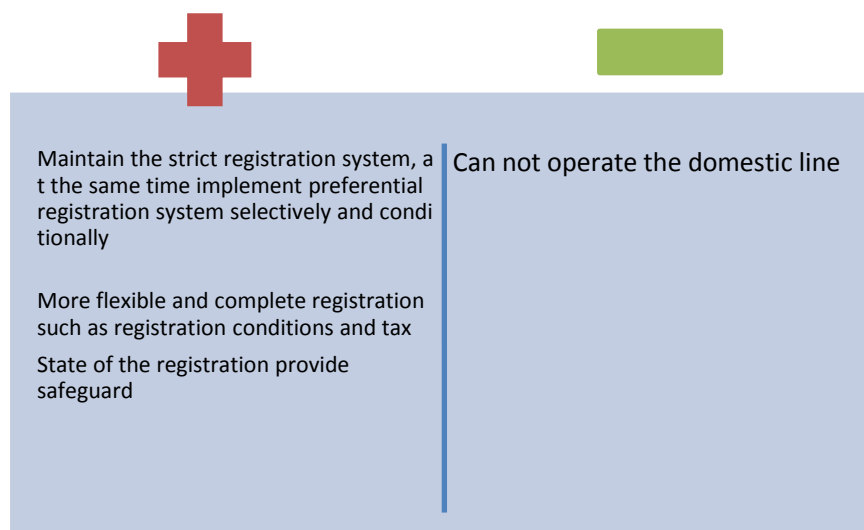 Maintain the strict registration system, a
t the same time implement preferential
registration system selectively and condi
tionally
More flexible and complete registration
such as registration conditions and tax
State of the registration provide
safeguard
Can not operate the domestic line